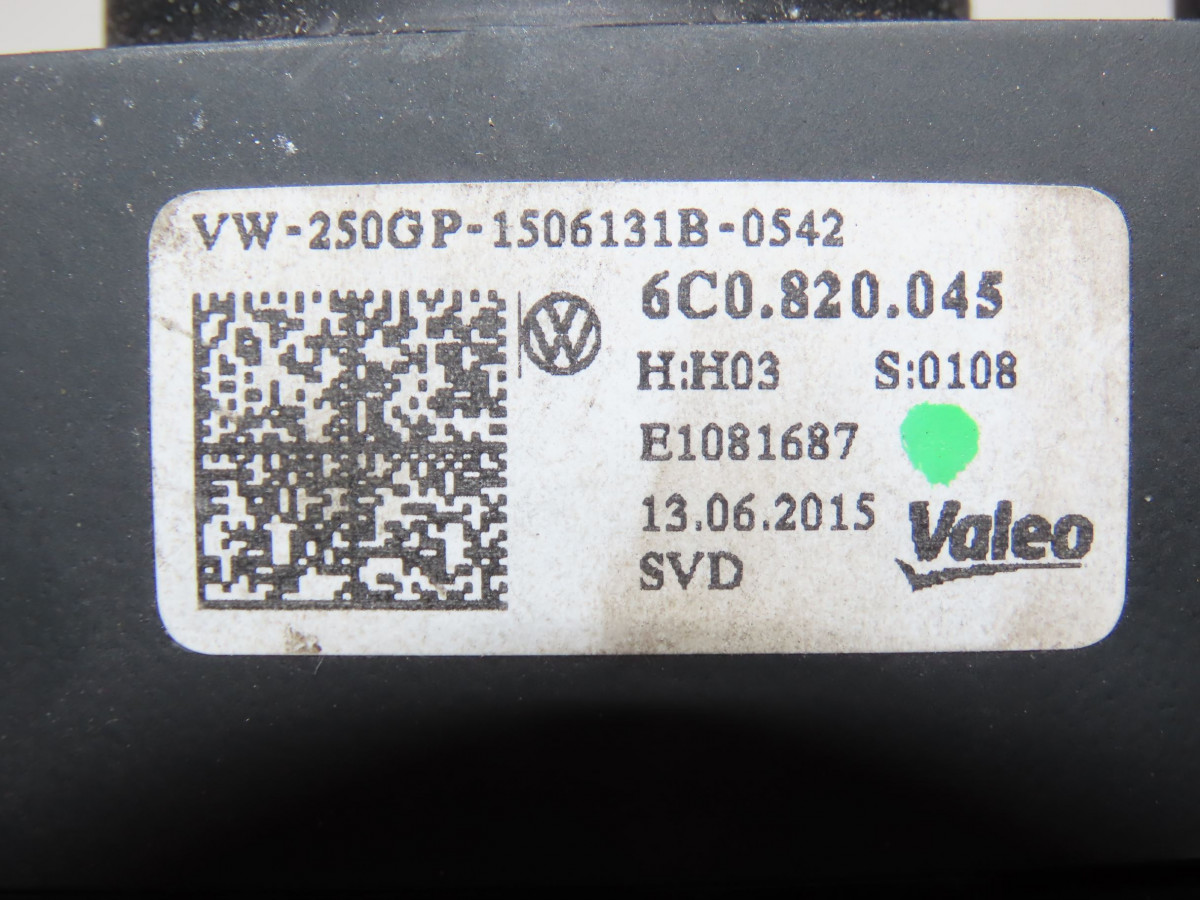 VW-250GP-1506131B-0542
6C0.820.045
H:H03 S:0108
E1081687
13.06.2015
SVD
Valeo